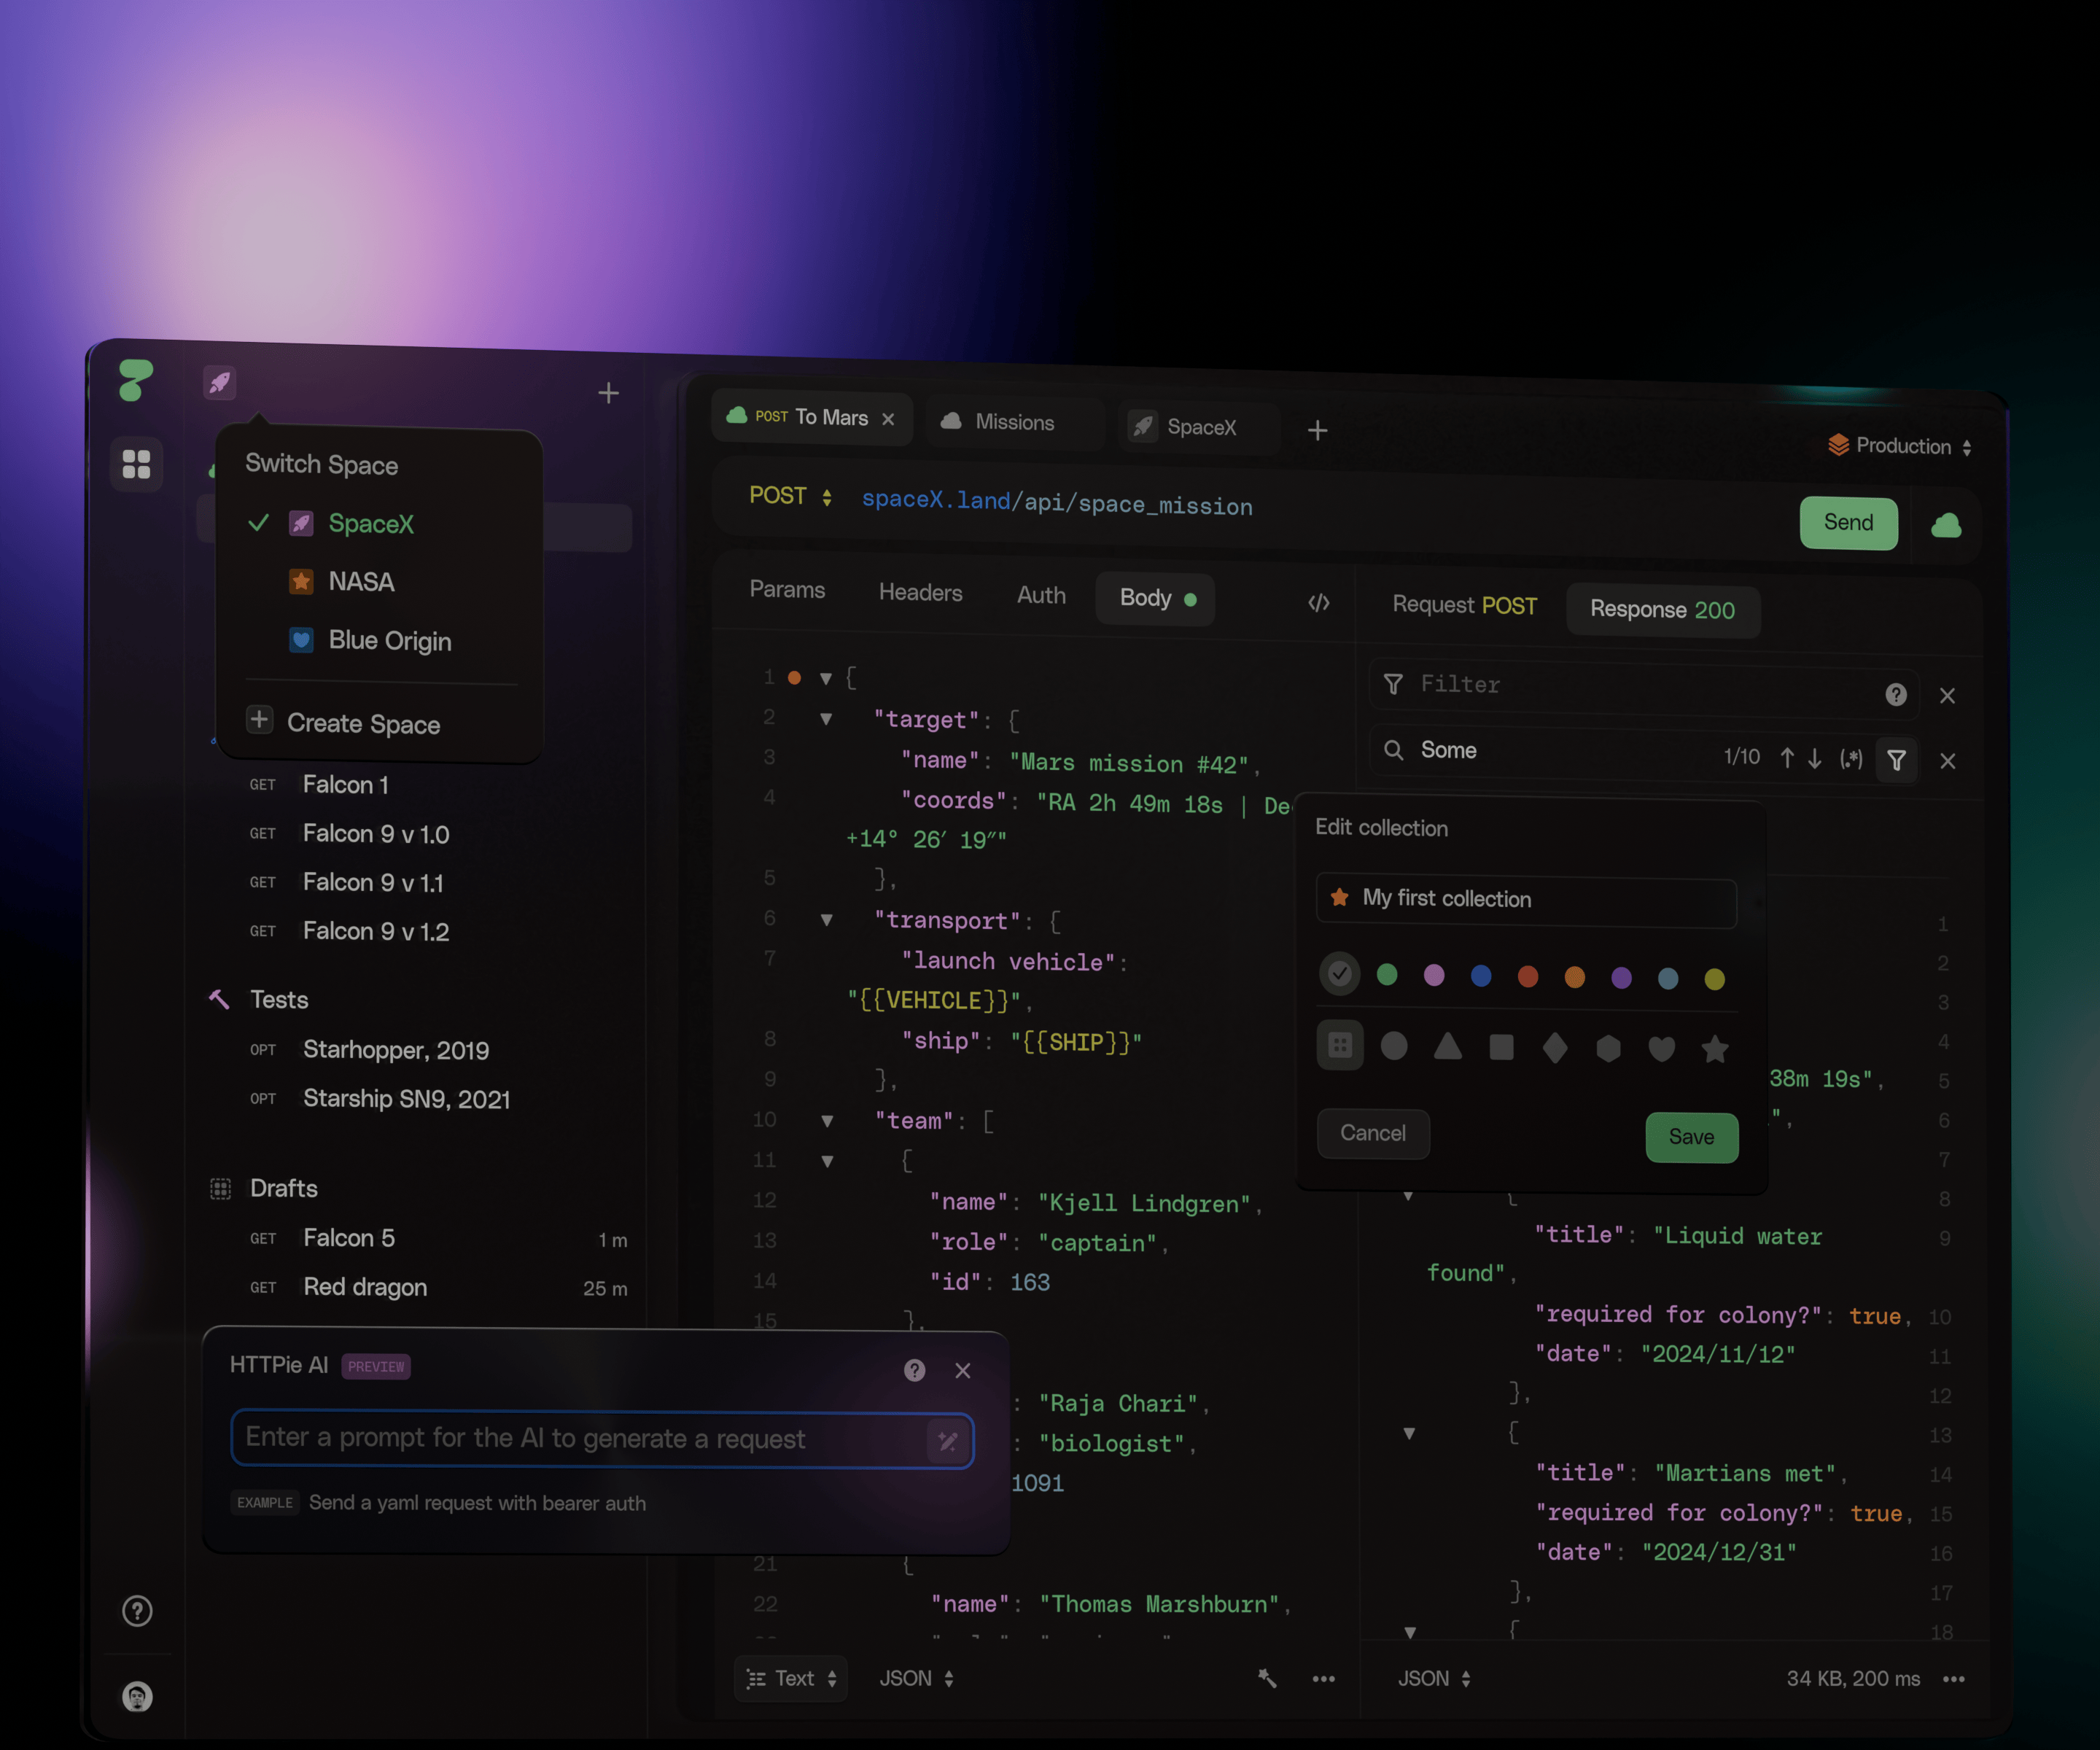 Switch Space
SpaceX
NASA
Blue Origin
Create Space
GET Falcon 1
GET Falcon 9 v 1.0
GET Falcon 9 v 1.1
GET Falcon 9 v 1.2
Tests
OPT Starhopper, 2019
OPT Starship SN9, 2021
Drafts
GET Falcon 5 1 m
GET Red dragon 25 m
HTTPie AI PREVIEW
Enter a prompt for the AI to generate a request
EXAMPLE Send a yaml request with bearer auth
POST To Mars
Missions
SpaceX
Production
POST spaceX.land/api/space_mission
Send
Params Headers Auth Body
1 {
2 "target": {
3 "name": "Mars mission #42",
4 "coords": "RA 2h 49m 18s | De
+14° 26′ 19″"
5 },
6 "transport": {
7 "launch vehicle":
"{{VEHICLE}}",
8 "ship": "{{SHIP}}"
9 },
10 "team": [
11 {
12 "name": "Kjell Lindgren",
13 "role": "captain",
14 "id": 163
15 },
: "Raja Chari",
: "biologist",
1091
21 {
22 "name": "Thomas Marshburn",
Text JSON
Request POST Response 200
Filter
Some 1/10 (.*)
Edit collection
My first collection
Cancel Save
1
2
3
4
38m 19s", 5
", 6
7
{ 8
"title": "Liquid water 9
found",
"required for colony?": true, 10
"date": "2024/11/12" 11
}, 12
{ 13
"title": "Martians met", 14
"required for colony?": true, 15
"date": "2024/12/31" 16
}, 17
{ 18
JSON 34 KB, 200 ms